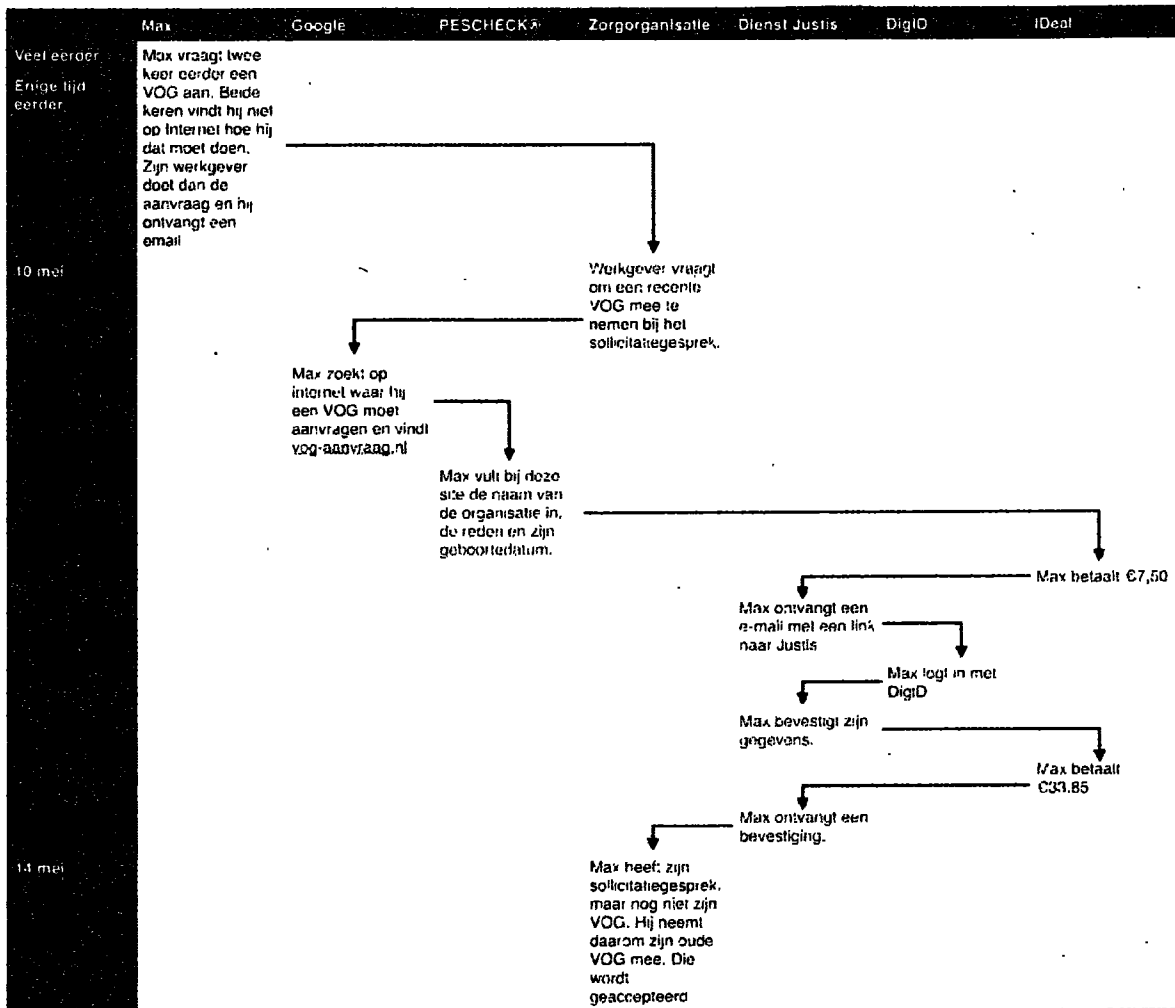 Max Google PESCHECK Zorgorganisatie Dienst Justis DigiD iDeal
Veel eerder
Enige tijd
eerder
Max vraagt twee
keer eerder een
VOG aan. Beide
keren vindt hij niet
op Internet hoe hij
dat moet doen.
Zijn werkgever
doet dan de
aanvraag en hij
ontvangt een
email
10 mei
Werkgever vraagt
om een recente
VOG mee te
nemen bij het
sollicitatiegesprek.
Max zoekt op
internet waar hij
een VOG moet
aanvragen en vindt
vog-aanvraag.nl
Max vult bij deze
site de naam van
de organisatie in,
de reden en zijn
geboortedatum.
Max betaalt €7,50
Max ontvangt een
e-mail met een link
naar Justis
Max logt in met
DigiD
Max bevestigt zijn
gegevens.
Max betaalt
€33.85
Max ontvangt een
bevestiging.
14 mei
Max heeft zijn
sollicitatiegesprek,
maar nog niet zijn
VOG. Hij neemt
daarom zijn oude
VOG mee. Die
wordt
geaccepteerd